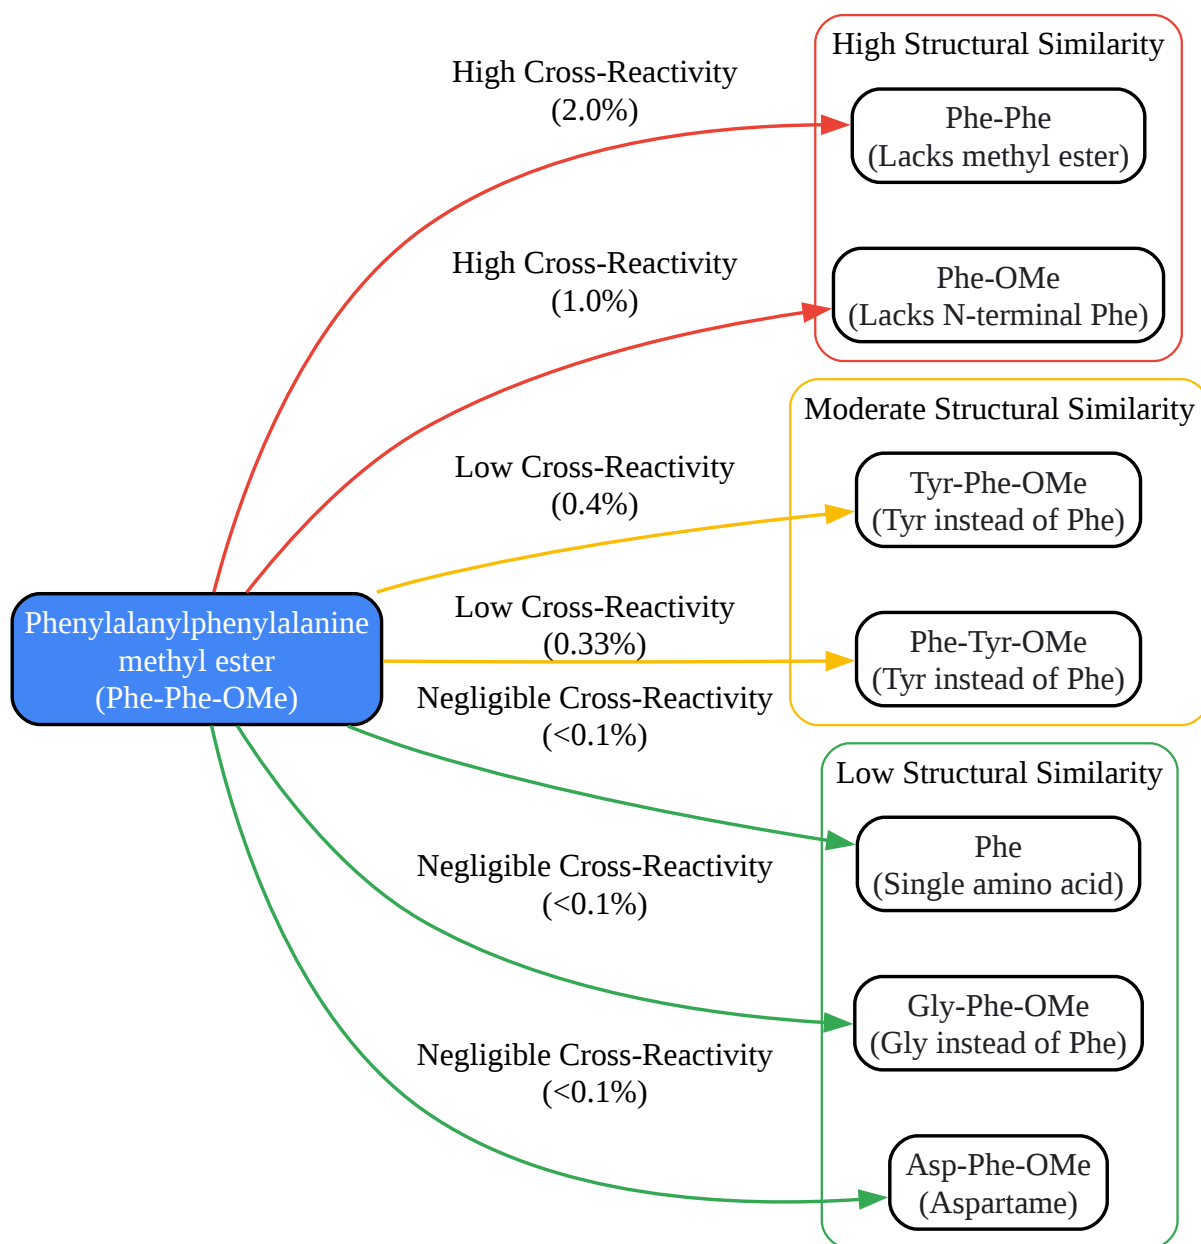 High Structural Similarity
High Cross-Reactivity
(2.0%)
Phe-Phe
(Lacks methyl ester)
High Cross-Reactivity
(1.0%)
Phe-OMe
(Lacks N-terminal Phe)
Moderate Structural Similarity
Low Cross-Reactivity
(0.4%)
Tyr-Phe-OMe
(Tyr instead of Phe)
Phenylalanylphenylalanine
methyl ester
(Phe-Phe-OMe)
Low Cross-Reactivity
(0.33%)
Phe-Tyr-OMe
(Tyr instead of Phe)
Negligible Cross-Reactivity
(<0.1%)
Low Structural Similarity
Phe
(Single amino acid)
Negligible Cross-Reactivity
(<0.1%)
Gly-Phe-OMe
(Gly instead of Phe)
Negligible Cross-Reactivity
(<0.1%)
Asp-Phe-OMe
(Aspartame)